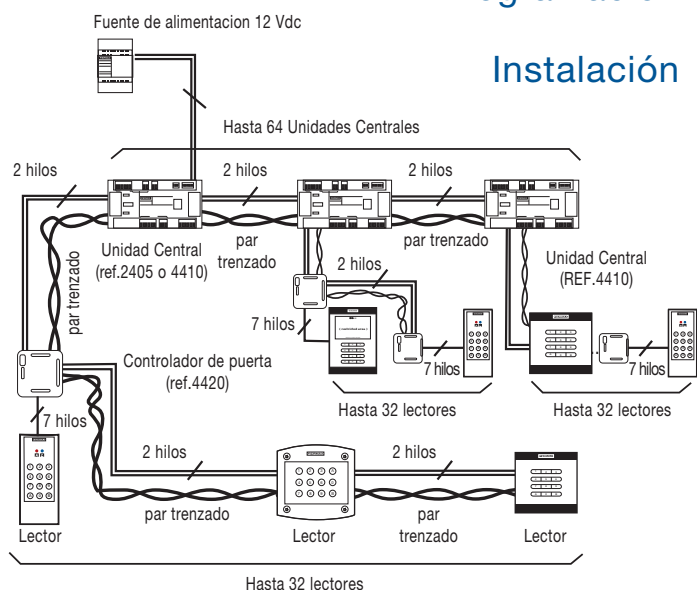 Instalación
Fuente de alimentacion 12 Vdc
Hasta 64 Unidades Centrales
2 hilos
2 hilos
2 hilos
par trenzado
Unidad Central
(ref.2405 o 4410)
par
trenzado
2 hilos
par trenzado
Unidad Central
(REF.4410)
7 hilos
Controlador de puerta
(ref.4420)
7 hilos
7 hilos
Hasta 32 lectores
Hasta 32 lectores
7 hilos
2 hilos
2 hilos
par trenzado
par
trenzado
Lector
Lector
Lector
Hasta 32 lectores